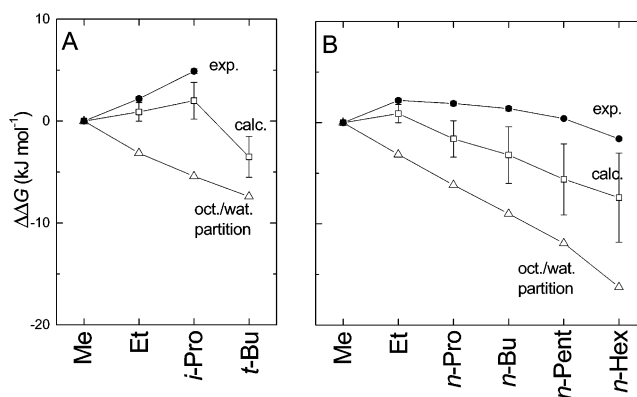 10
0
-10
-20
ΔΔG (kJ mol⁻¹)
A
exp.
calc.
oct./wat.
partition
Me
Et
i-Pro
t-Bu
B
exp.
calc.
oct./wat.
partition
Me
Et
n-Pro
n-Bu
n-Pent
n-Hex